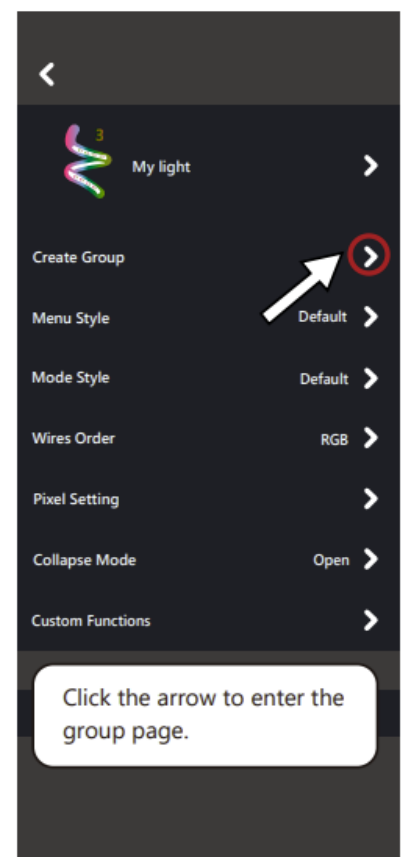 3
My light
Create Group
Menu Style Default
Mode Style Default
Wires Order RGB
Pixel Setting
Collapse Mode Open
Custom Functions
Click the arrow to enter the
group page.